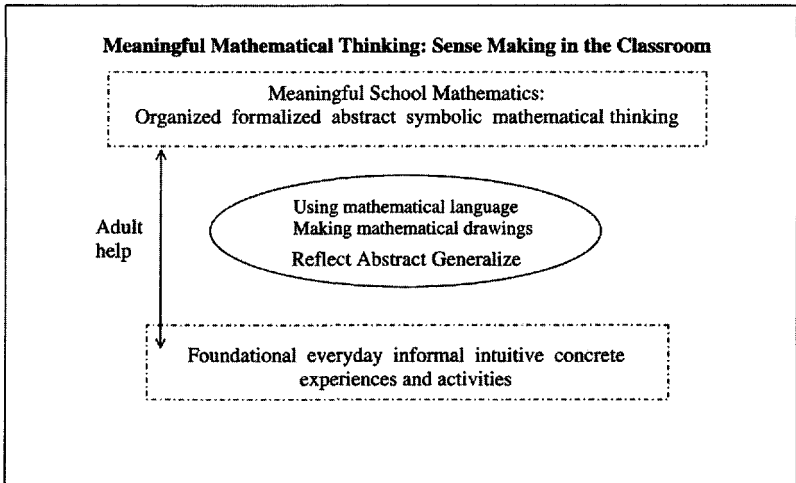 Meaningful Mathematical Thinking: Sense Making in the Classroom
Meaningful School Mathematics:
Organized formalized abstract symbolic mathematical thinking
Adult
help
Using mathematical language
Making mathematical drawings
Reflect Abstract Generalize
Foundational everyday informal intuitive concrete
experiences and activities